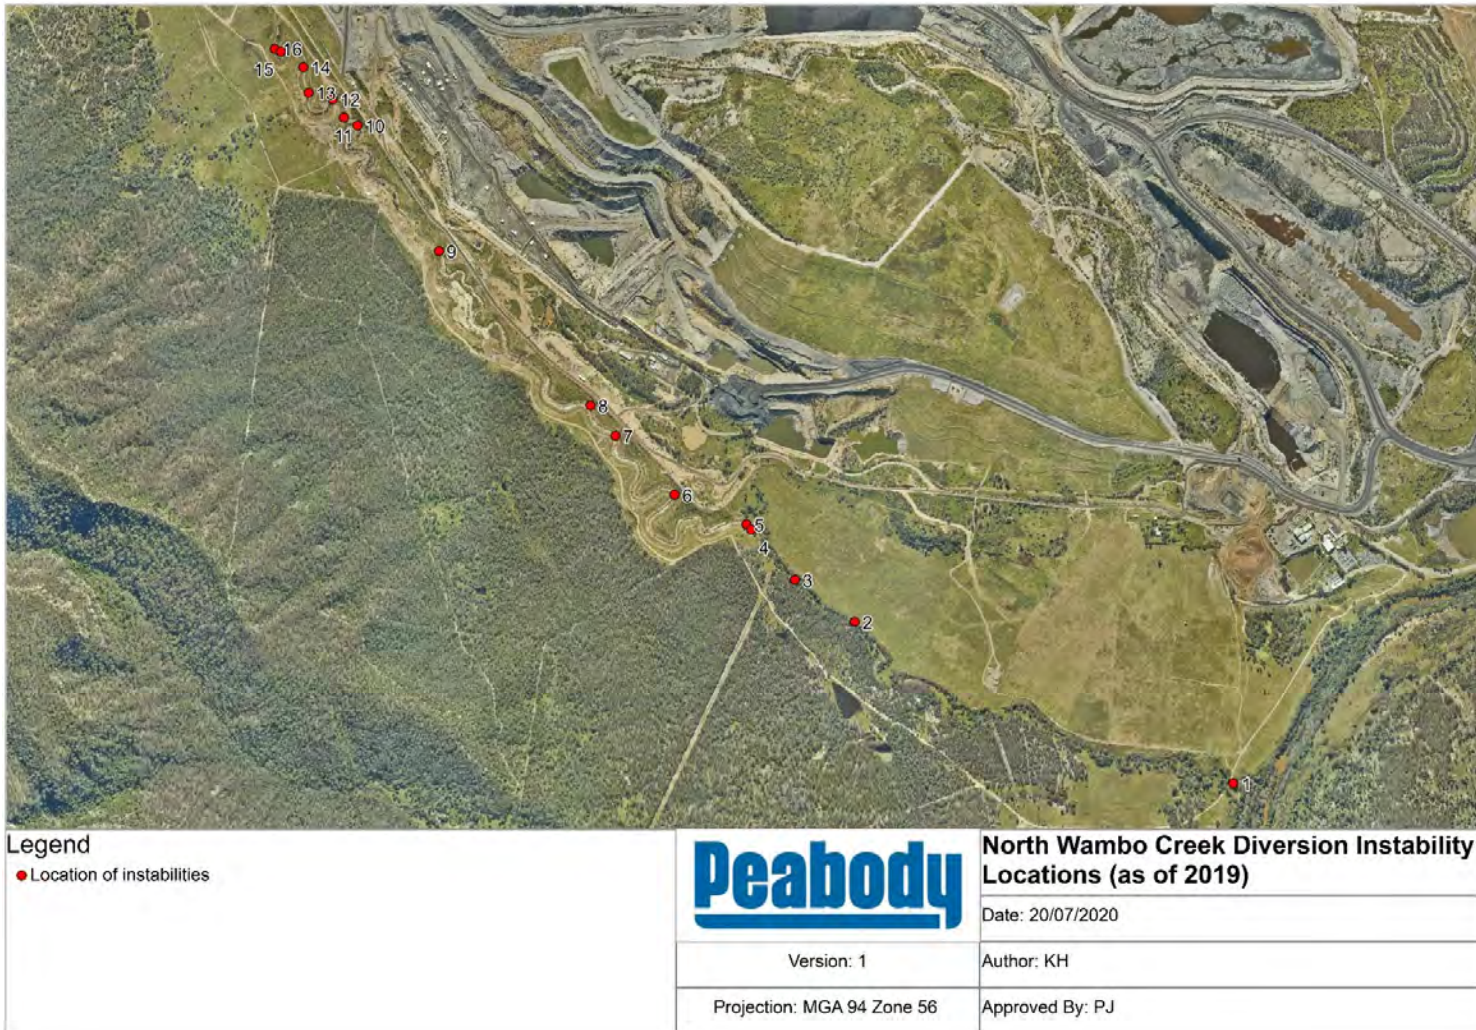 16
15
14
13
12
11
10
9
8
7
6
5
4
3
2
1
Legend
Location of instabilities
Peabody
North Wambo Creek Diversion Instability
Locations (as of 2019)
Date: 20/07/2020
Version: 1
Author: KH
Projection: MGA 94 Zone 56
Approved By: PJ